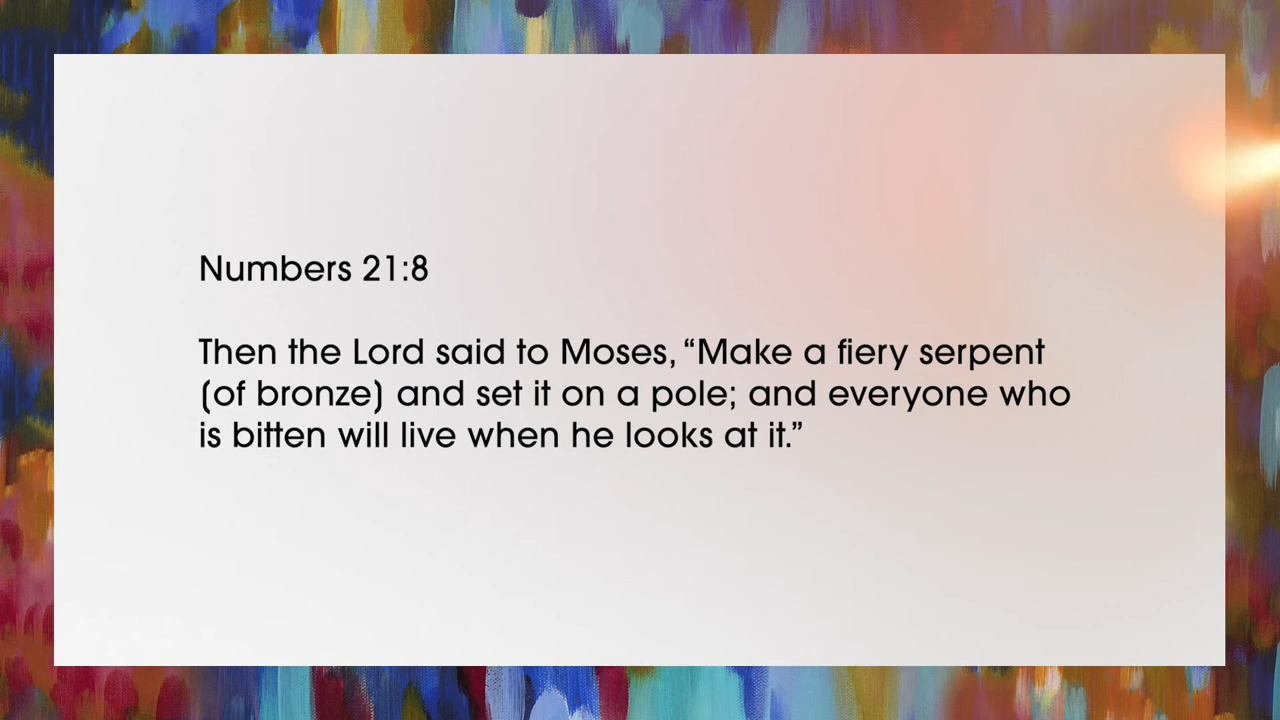 Numbers 21:8
Then the Lord said to Moses, “Make a fiery serpent
(of bronze) and set it on a pole; and everyone who
is bitten will live when he looks at it.”